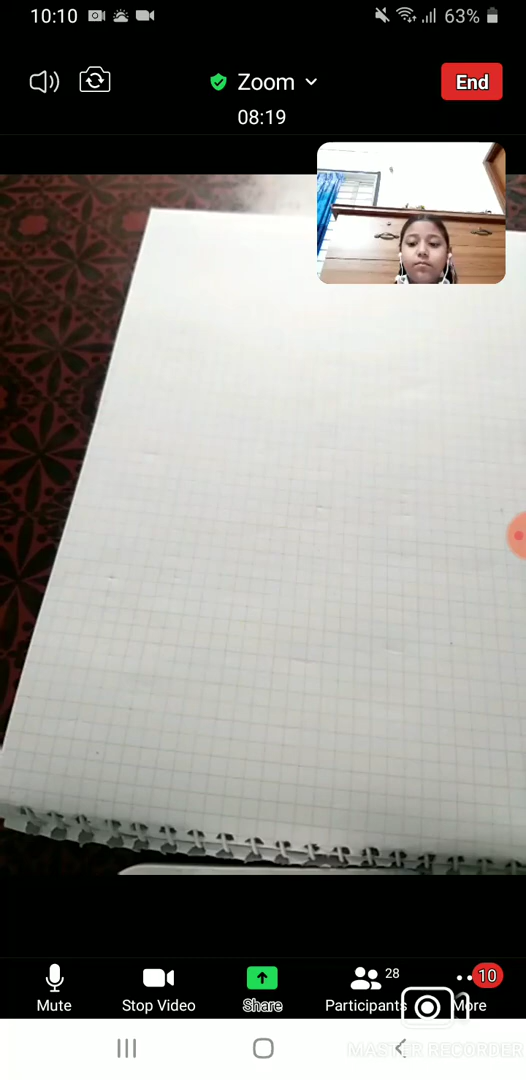 10:10 63%
Zoom
End
08:19
28
10
Mute Stop Video Share Participants More
MASTER RECORDER